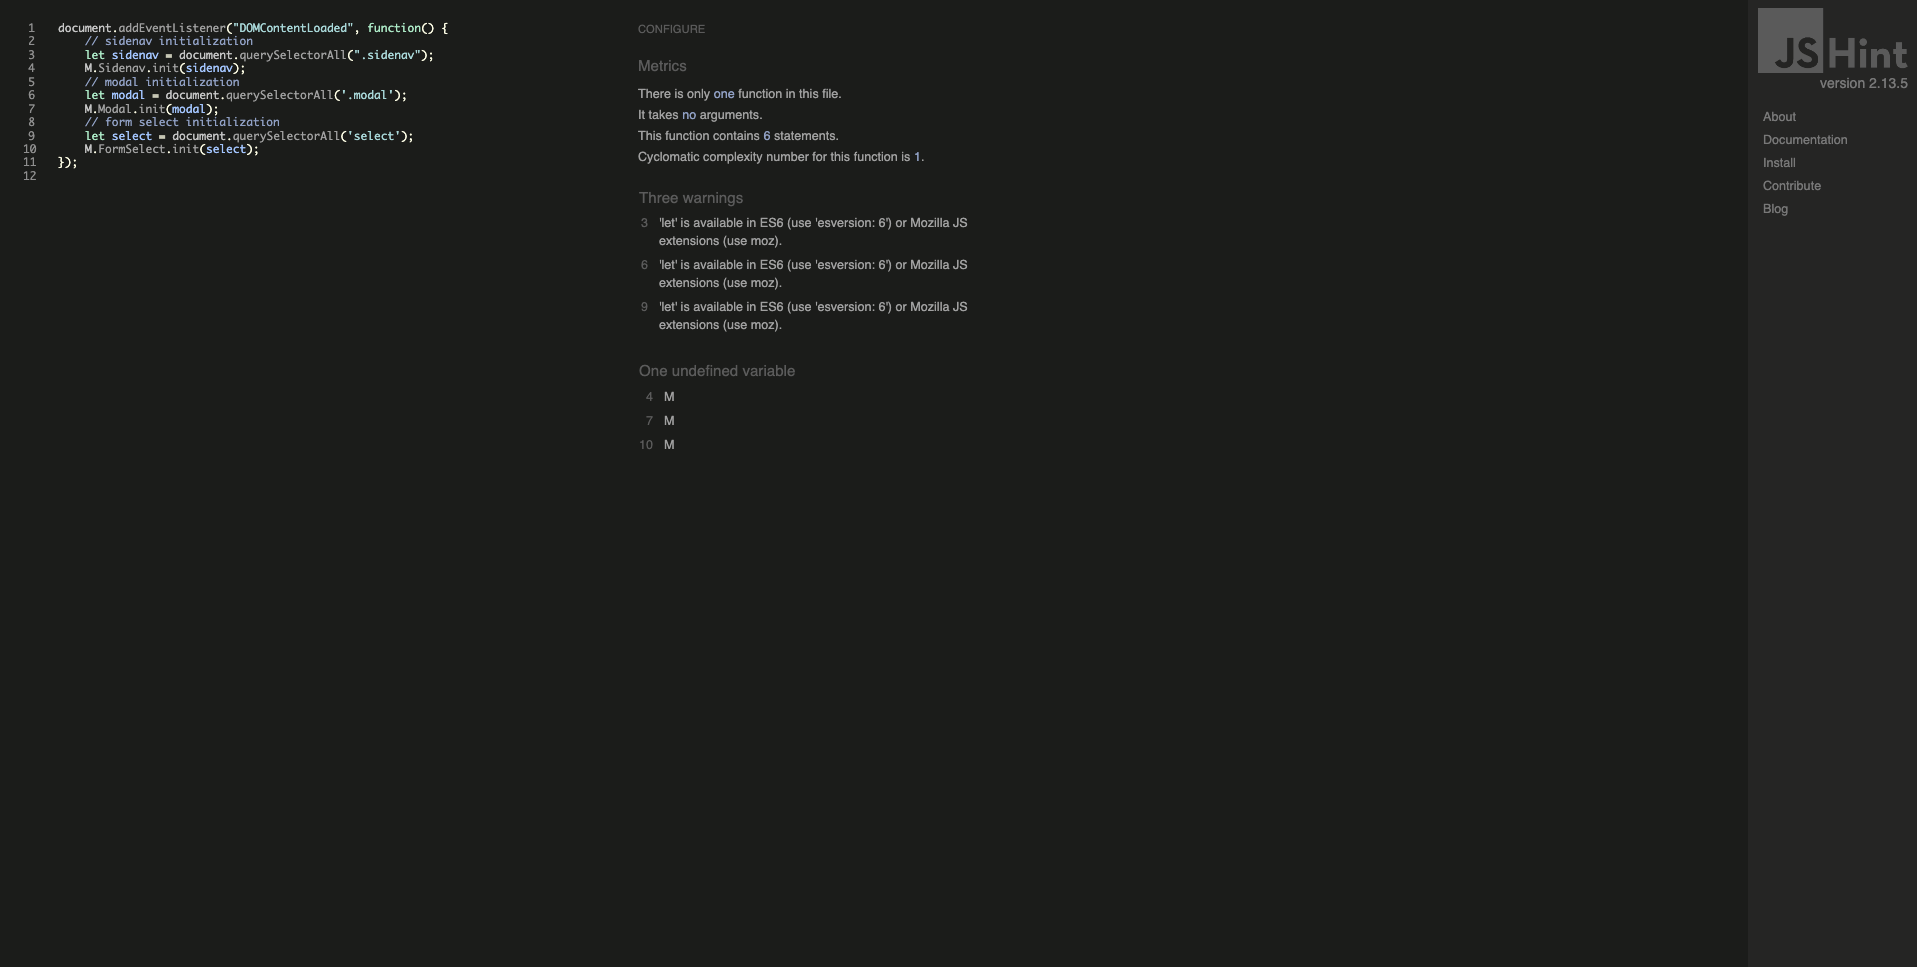 1 document.addEventListener("DOMContentLoaded", function() {
2 // sidenav initialization
3 let sidenav = document.querySelectorAll(".sidenav");
4 M.Sidenav.init(sidenav);
5 // modal initialization
6 let modal = document.querySelectorAll('.modal');
7 M.Modal.init(modal);
8 // form select initialization
9 let select = document.querySelectorAll('select');
10 M.FormSelect.init(select);
11 });
12
CONFIGURE
Metrics
There is only one function in this file.
It takes no arguments.
This function contains 6 statements.
Cyclomatic complexity number for this function is 1.
Three warnings
3 'let' is available in ES6 (use 'esversion: 6') or Mozilla JS
extensions (use moz).
6 'let' is available in ES6 (use 'esversion: 6') or Mozilla JS
extensions (use moz).
9 'let' is available in ES6 (use 'esversion: 6') or Mozilla JS
extensions (use moz).
One undefined variable
4 M
7 M
10 M
JSHint
version 2.13.5
About
Documentation
Install
Contribute
Blog